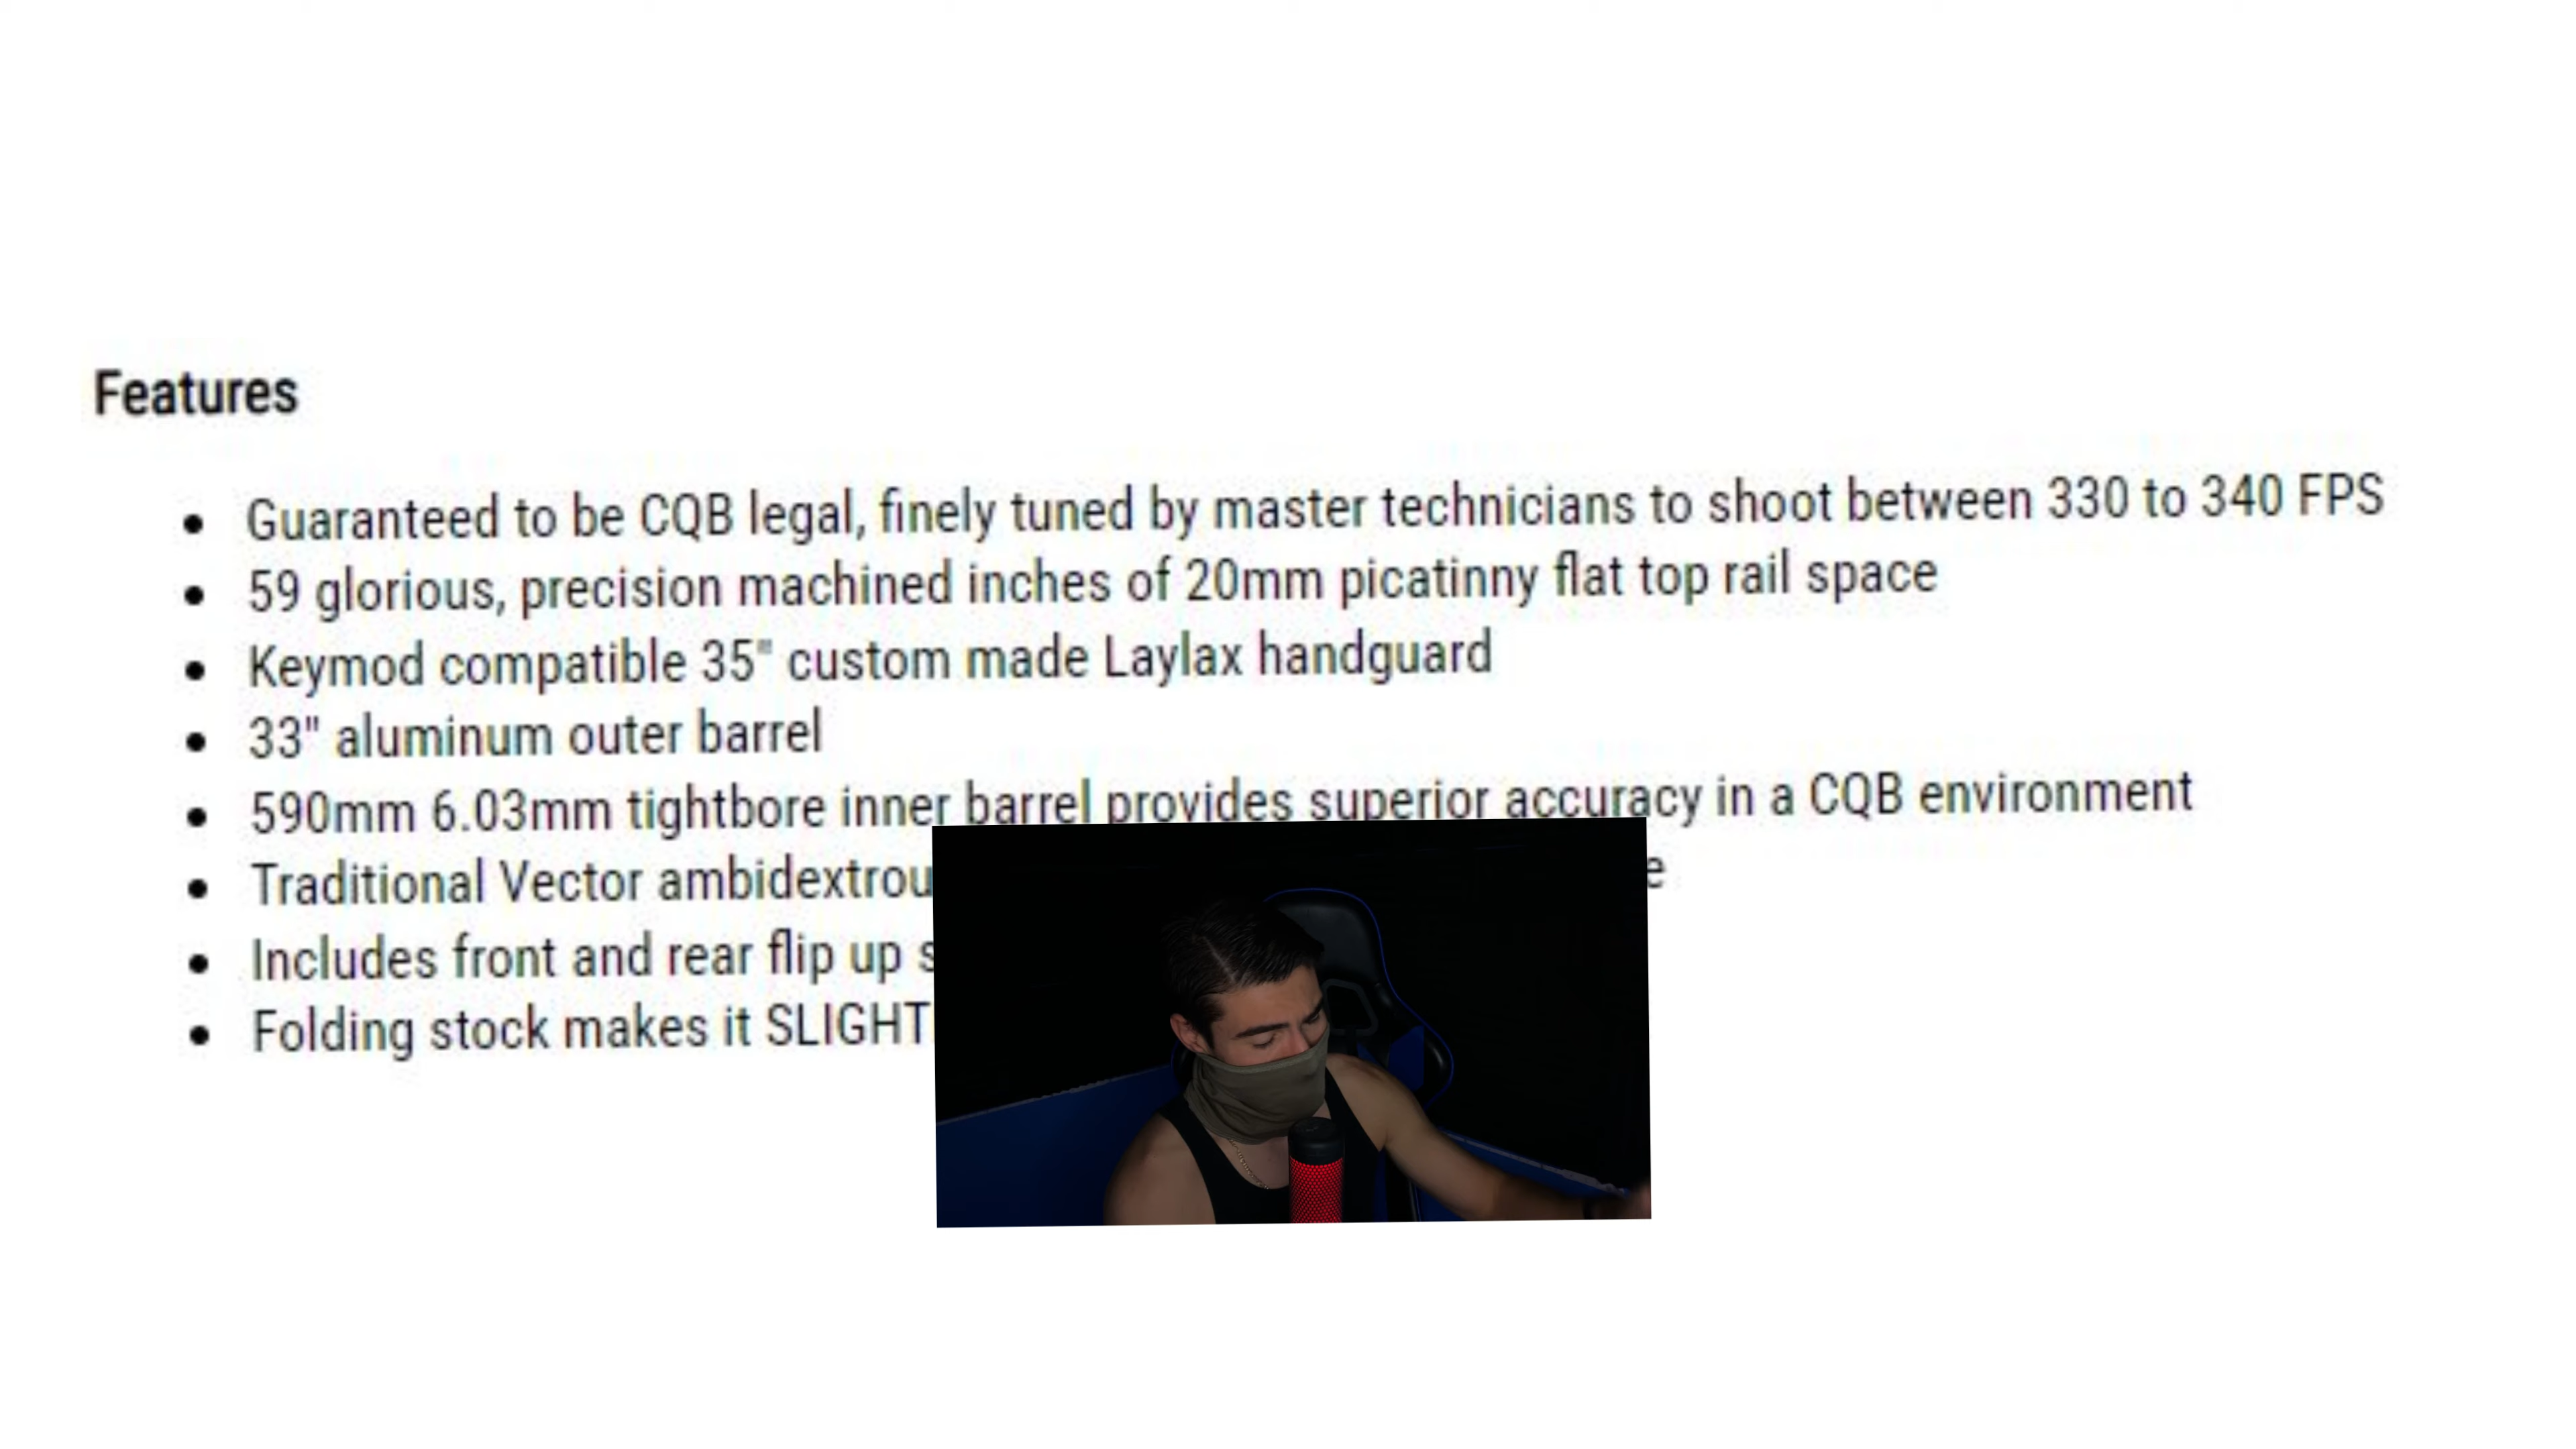 Features
Guaranteed to be CQB legal, finely tuned by master technicians to shoot between 330 to 340 FPS
59 glorious, precision machined inches of 20mm picatinny flat top rail space
Keymod compatible 35" custom made Laylax handguard
33" aluminum outer barrel
590mm 6.03mm tightbore inner barrel provides superior accuracy in a CQB environment
Traditional Vector
Includes front and rear flip up
Folding stock makes it